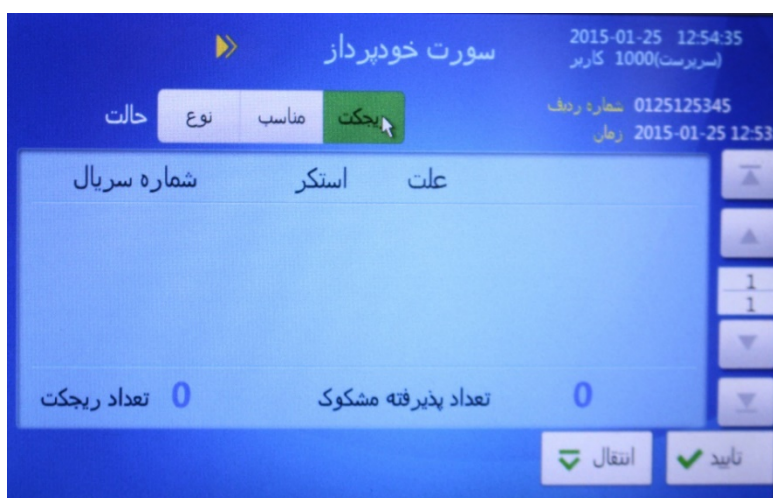 سورت خودپرداز
2015-01-25 12:54:35
کاربر 1000(سرپرست)
حالت نوع مناسب ریجکت
شماره ردیف 0125125345
زمان 2015-01-25 12:53
شماره سریال استکر علت
1
1
تعداد ریجکت 0 تعداد پذیرفته مشکوک 0
انتقال تایید